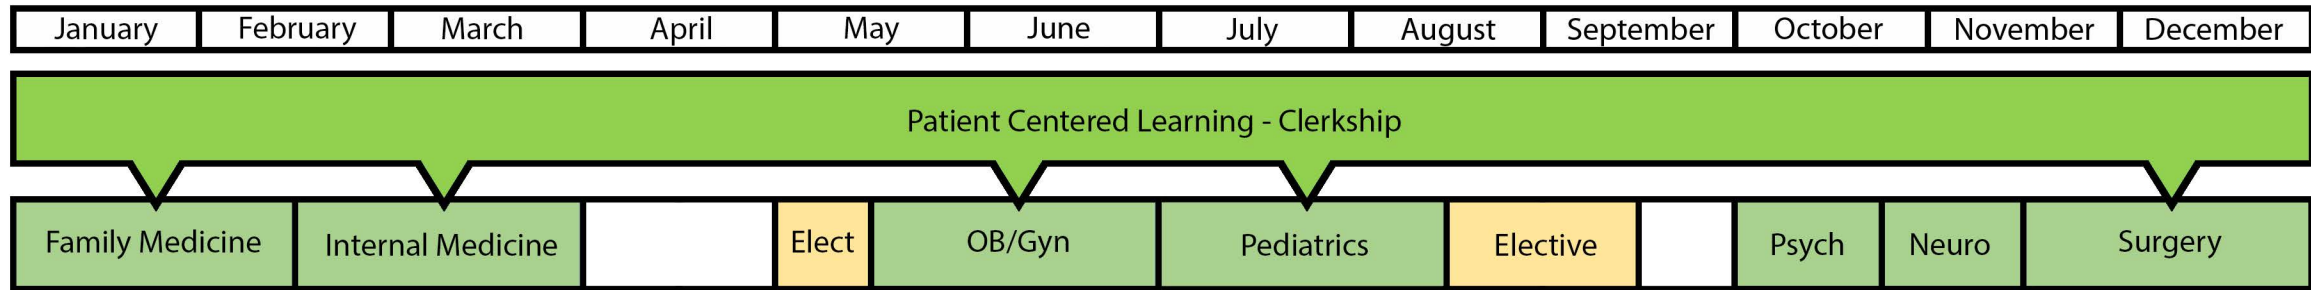 January February March April May June July August September October November December
Patient Centered Learning - Clerkship
Family Medicine Internal Medicine Elect OB/Gyn Pediatrics Elective Psych Neuro Surgery